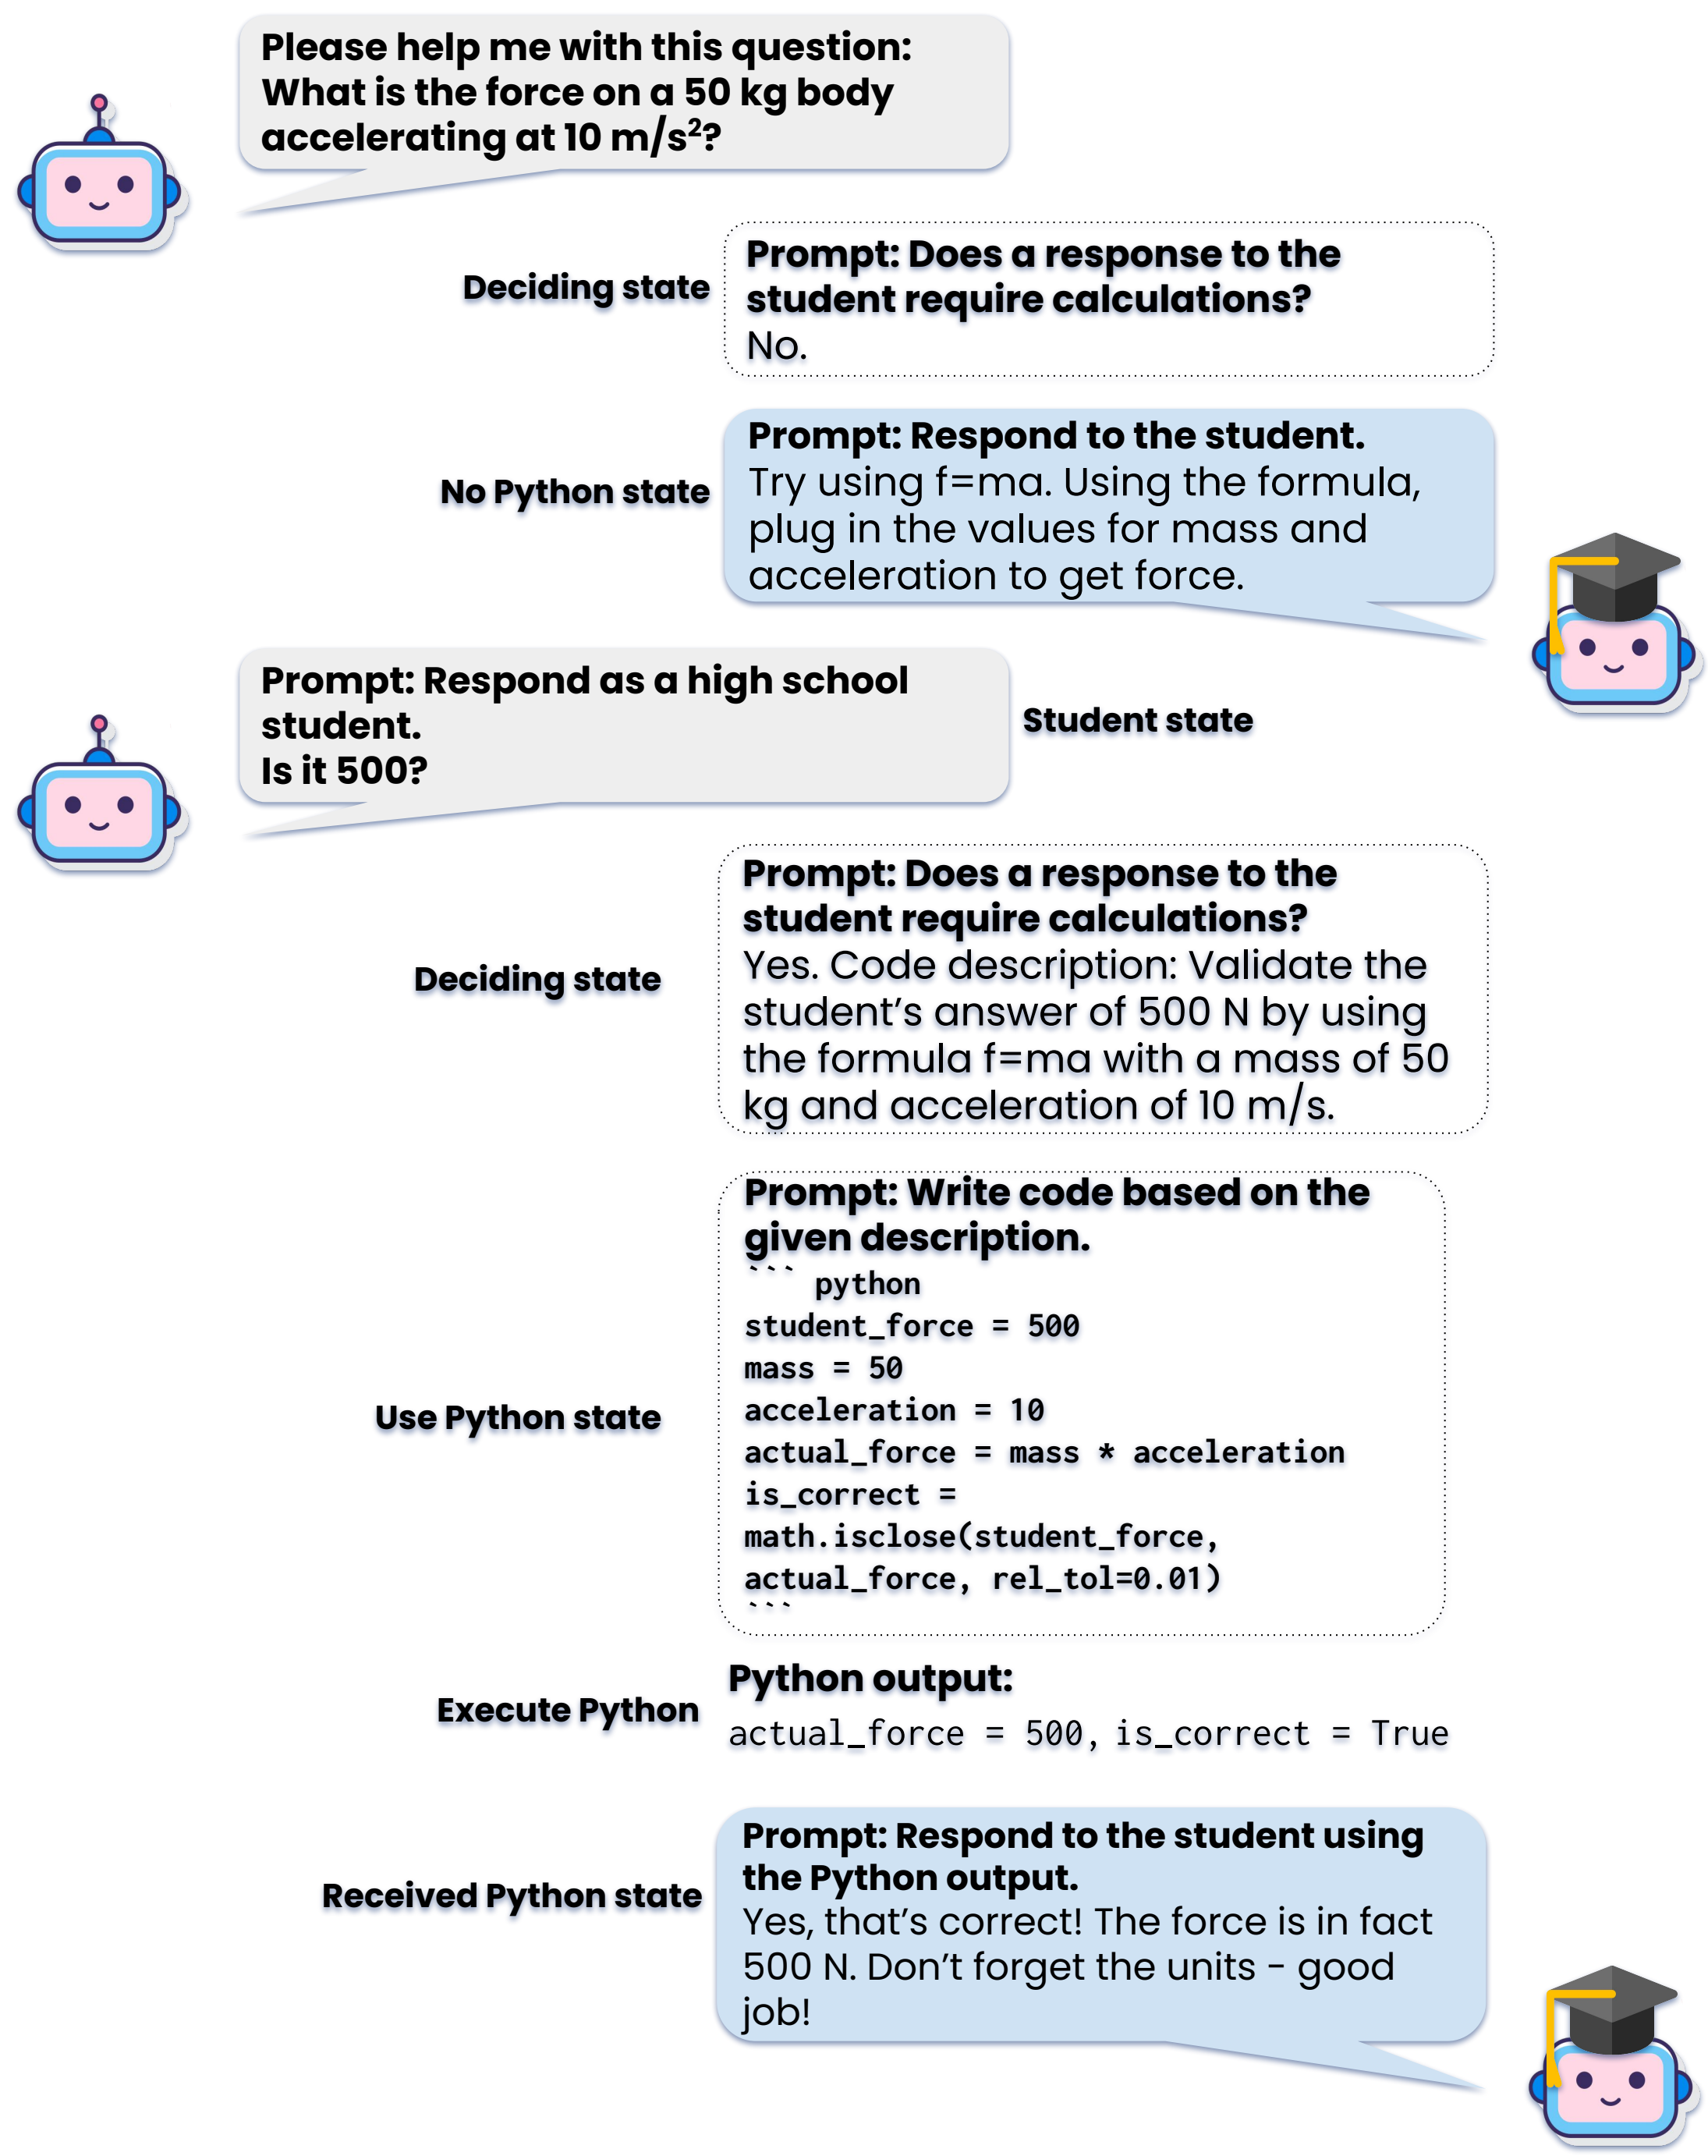 Please help me with this question:
What is the force on a 50 kg body
accelerating at 10 m/s²?
Deciding state
Prompt: Does a response to the
student require calculations?
No.
No Python state
Prompt: Respond to the student.
Try using f=ma. Using the formula,
plug in the values for mass and
acceleration to get force.
Prompt: Respond as a high school
student.
Is it 500?
Student state
Deciding state
Prompt: Does a response to the
student require calculations?
Yes. Code description: Validate the
student’s answer of 500 N by using
the formula f=ma with a mass of 50
kg and acceleration of 10 m/s.
Use Python state
Prompt: Write code based on the
given description.
``` python
student_force = 500
mass = 50
acceleration = 10
actual_force = mass * acceleration
is_correct =
math.isclose(student_force,
actual_force, rel_tol=0.01)
```
Execute Python
Python output:
actual_force = 500, is_correct = True
Received Python state
Prompt: Respond to the student using
the Python output.
Yes, that’s correct! The force is in fact
500 N. Don’t forget the units - good
job!